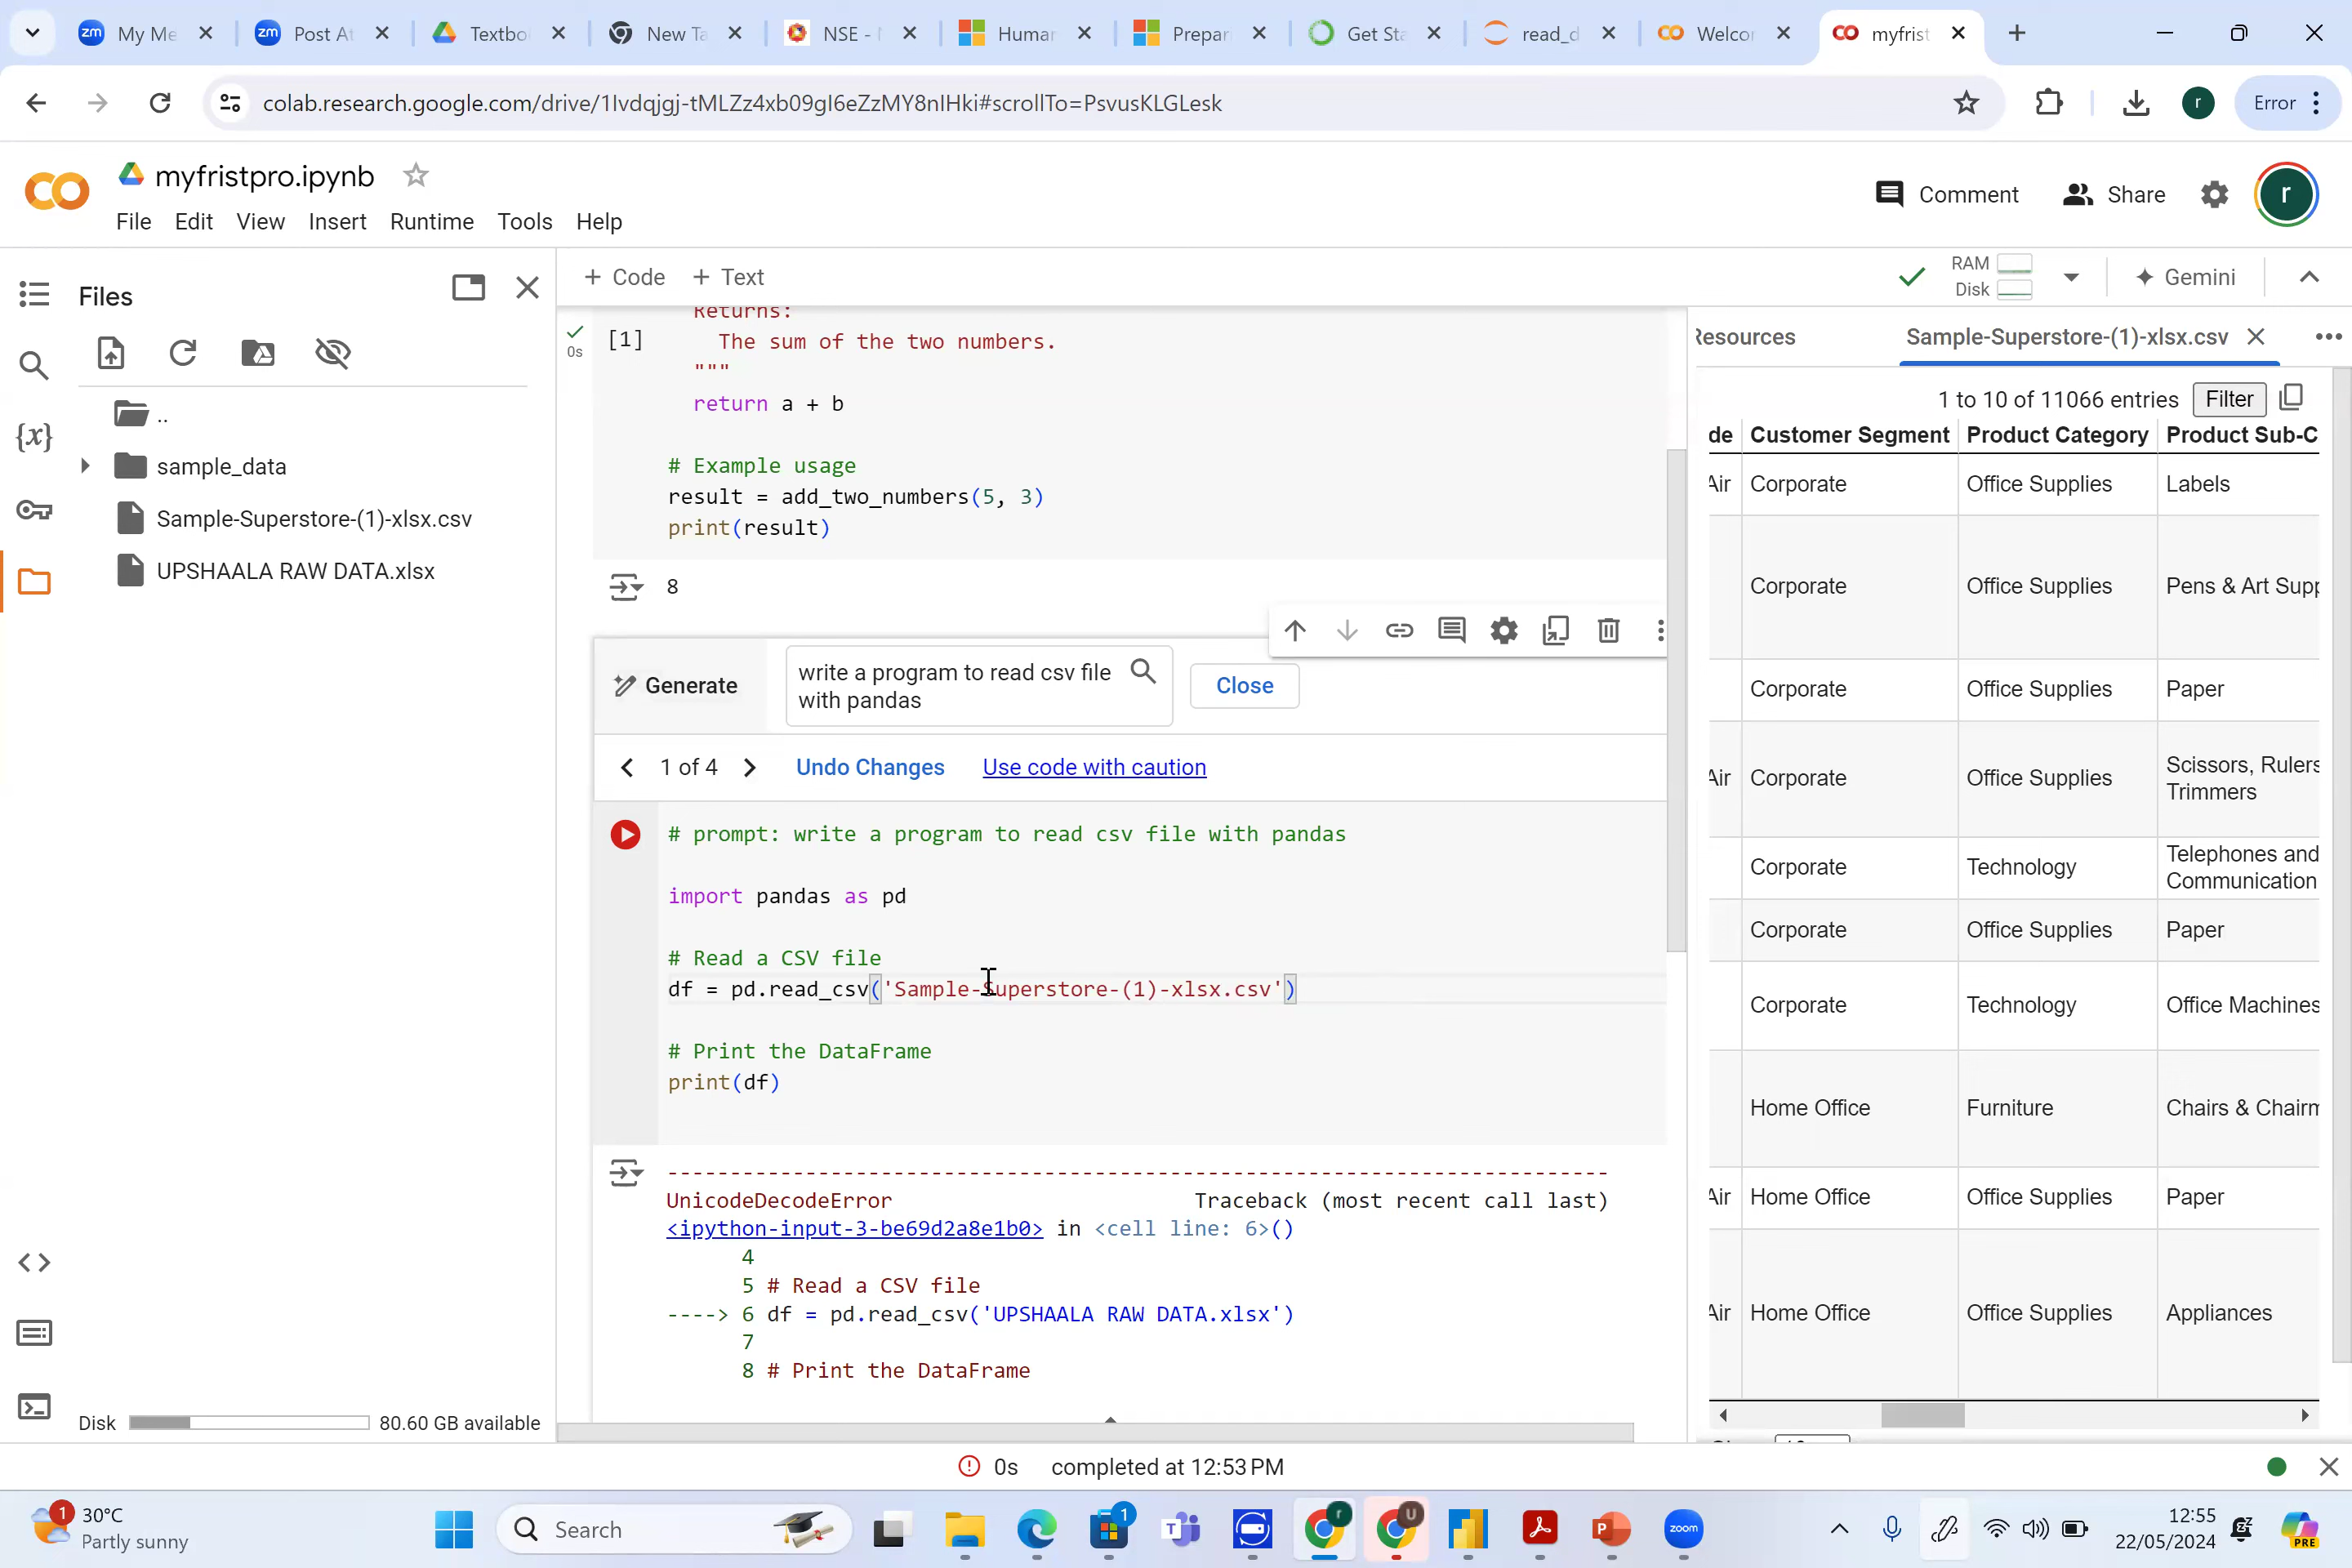 My Me
Post At
Textbo
New Ta
NSE -
Human
Prepar
Get Sta
read_d
Welcor
myfrist
colab.research.google.com/drive/1Ivdqjgj-tMLZz4xb09gI6eZzMY8nIHki#scrollTo=PsvusKLGLesk
r
Error
myfristpro.ipynb
Comment
Share
r
File Edit View Insert Runtime Tools Help
Files
+ Code + Text
RAM
Disk
Gemini
..
sample_data
Sample-Superstore-(1)-xlsx.csv
UPSHAALA RAW DATA.xlsx
{x}
Disk
80.60 GB available
Returns:
0s
[1]
The sum of the two numbers.
"""
return a + b
# Example usage
result = add_two_numbers(5, 3)
print(result)
8
Generate
write a program to read csv file
with pandas
Close
1 of 4
Undo Changes
Use code with caution
# prompt: write a program to read csv file with pandas
import pandas as pd
# Read a CSV file
df = pd.read_csv('Sample-Superstore-(1)-xlsx.csv')
# Print the DataFrame
print(df)
---------------------------------------------------------------------------
UnicodeDecodeError Traceback (most recent call last)
<ipython-input-3-be69d2a8e1b0> in <cell line: 6>()
4
5 # Read a CSV file
----> 6 df = pd.read_csv('UPSHAALA RAW DATA.xlsx')
7
8 # Print the DataFrame
Resources
Sample-Superstore-(1)-xlsx.csv
1 to 10 of 11066 entries
Filter
de Customer Segment Product Category Product Sub-C
Air Corporate Office Supplies Labels
Corporate Office Supplies Pens & Art Supp
Corporate Office Supplies Paper
Air Corporate Office Supplies Scissors, Rulers
Trimmers
Corporate Technology Telephones and
Communication
Corporate Office Supplies Paper
Corporate Technology Office Machines
Home Office Furniture Chairs & Chairm
Air Home Office Office Supplies Paper
Air Home Office Office Supplies Appliances
0s completed at 12:53 PM
1
30°C
Partly sunny
Search
1
r
U
zoom
12:55
22/05/2024
PRE